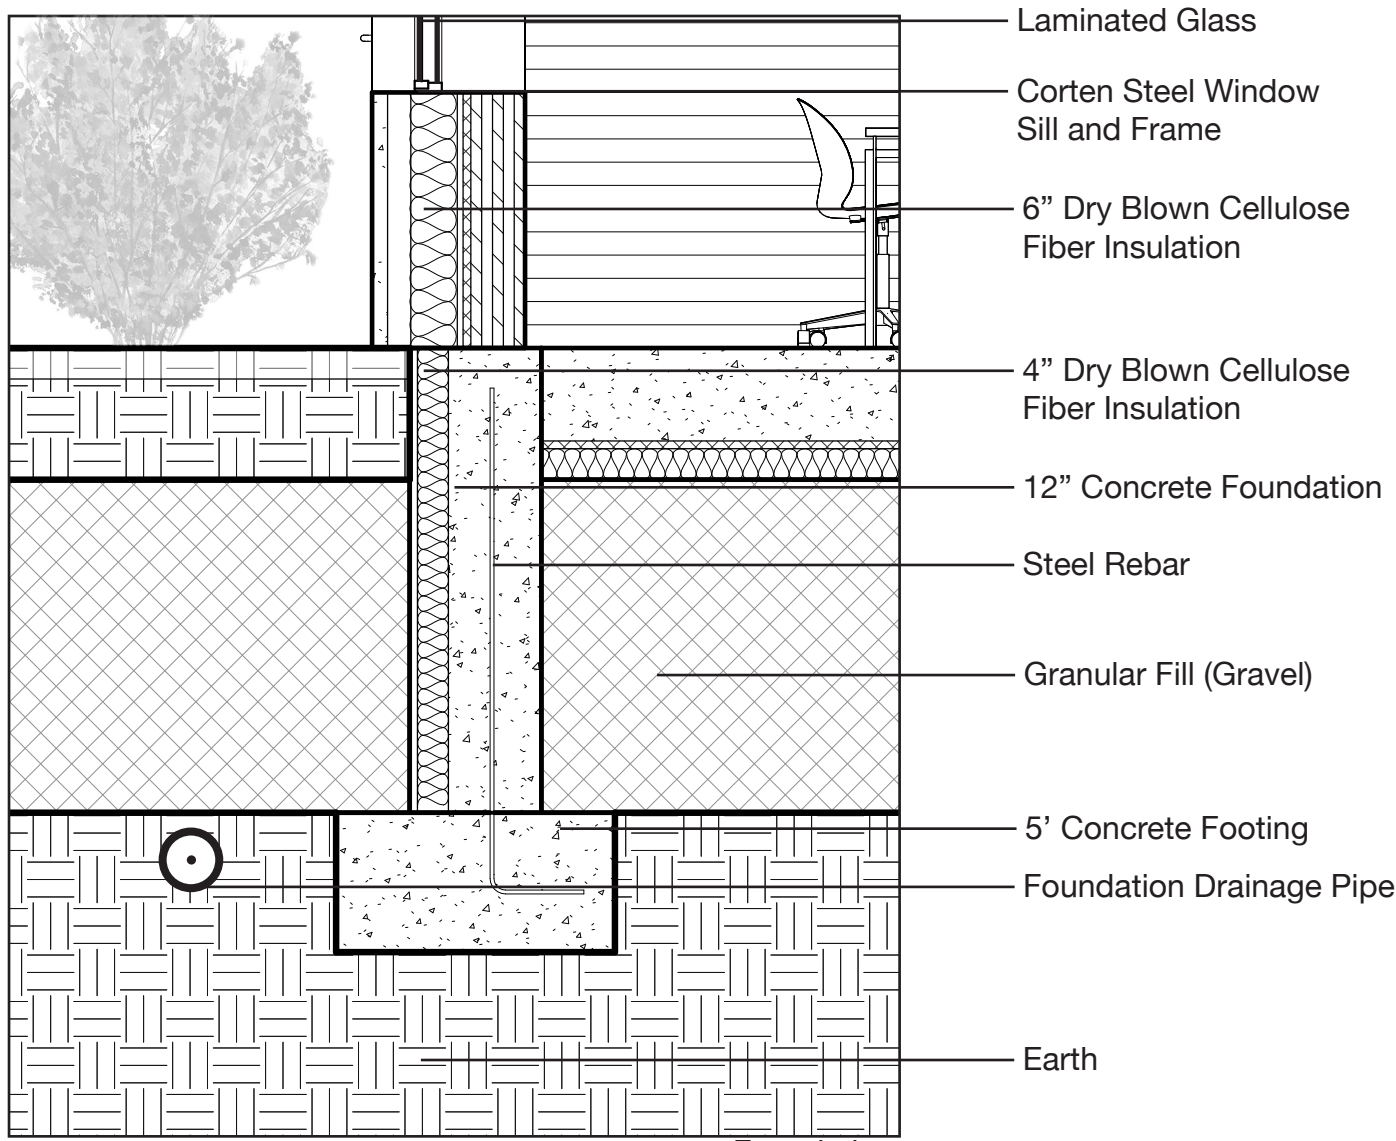 Laminated Glass
Corten Steel Window
Sill and Frame
6” Dry Blown Cellulose
Fiber Insulation
4” Dry Blown Cellulose
Fiber Insulation
12” Concrete Foundation
Steel Rebar
Granular Fill (Gravel)
5’ Concrete Footing
Foundation Drainage Pipe
Earth